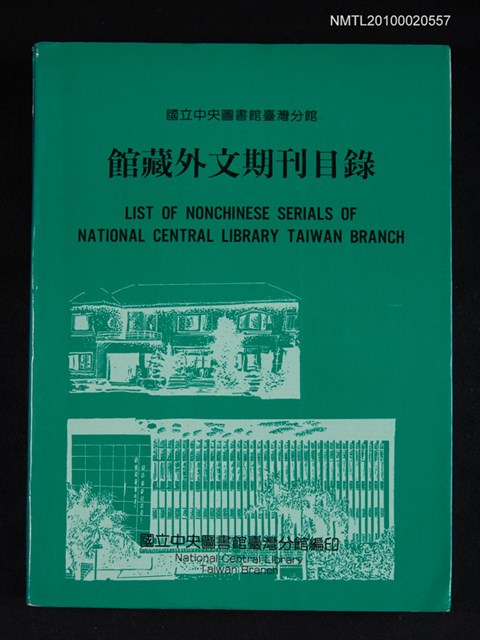 NMTL20100020557
國立中央圖書館臺灣分館
館藏外文期刊目錄
LIST OF NONCHINESE SERIALS OF
NATIONAL CENTRAL LIBRARY TAIWAN BRANCH
國立中央圖書館臺灣分館編印
National Central Library
Taiwan Branch